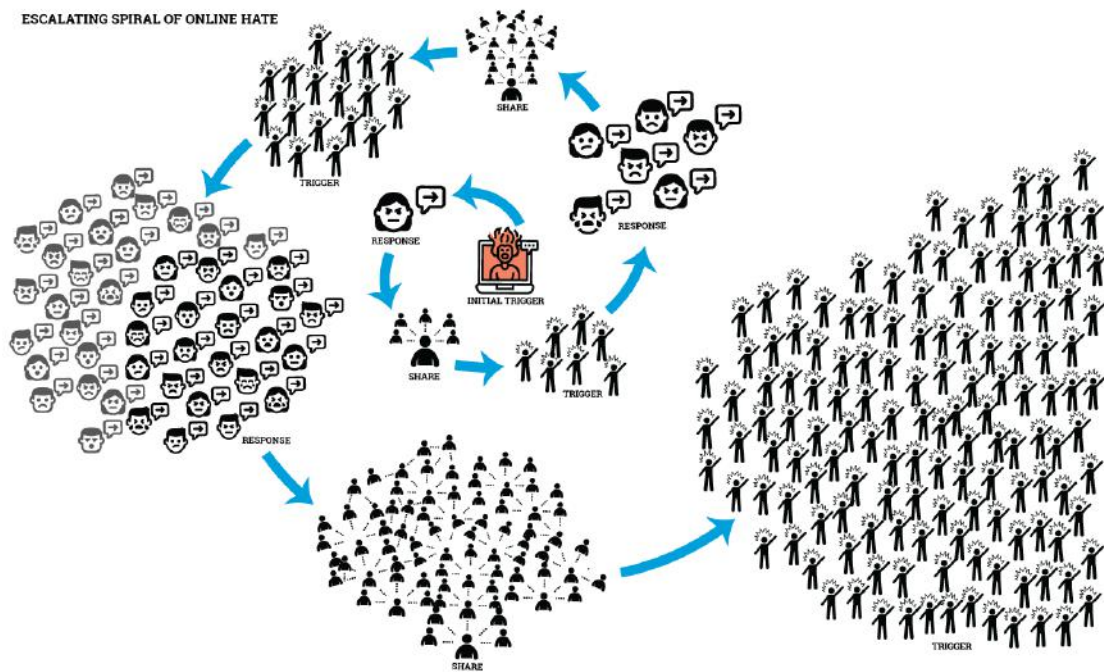 ESCALATING SPIRAL OF ONLINE HATE
INITIAL TRIGGER
RESPONSE
SHARE
TRIGGER
RESPONSE
SHARE
TRIGGER
RESPONSE
SHARE
TRIGGER